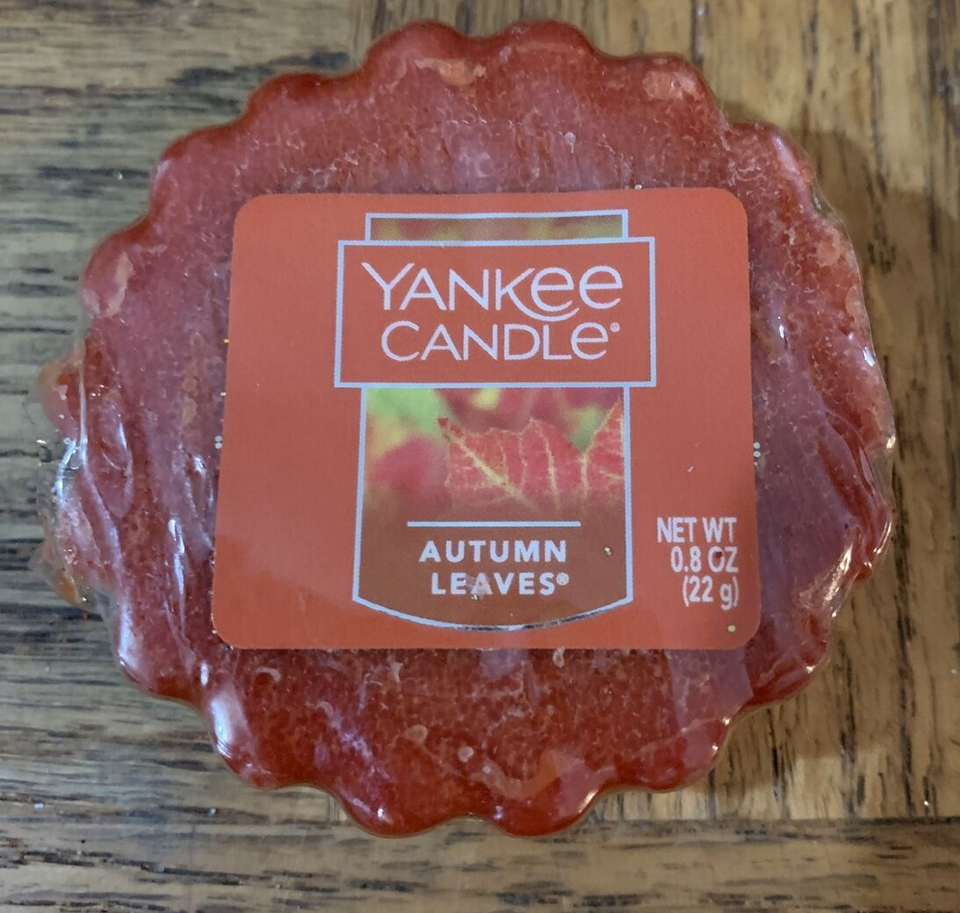 YANKEE
CANDLE®
AUTUMN
LEAVES®
NET WT
0.8 OZ
(22 g)